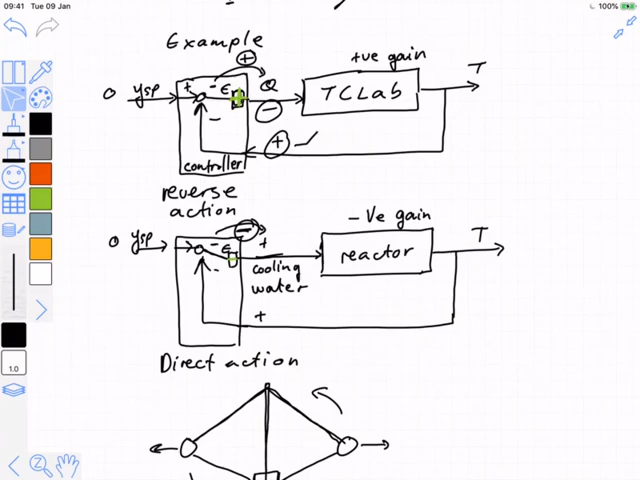 09:41 Tue 09 Jan
100%
Example
+ve gain
+
0 ysp + - ε Q TCLab T
-
- + ✓
controller
reverse
action
-ve gain
-
0 ysp - ε + reactor T
cooling
water
-
+
Direct action
1.0